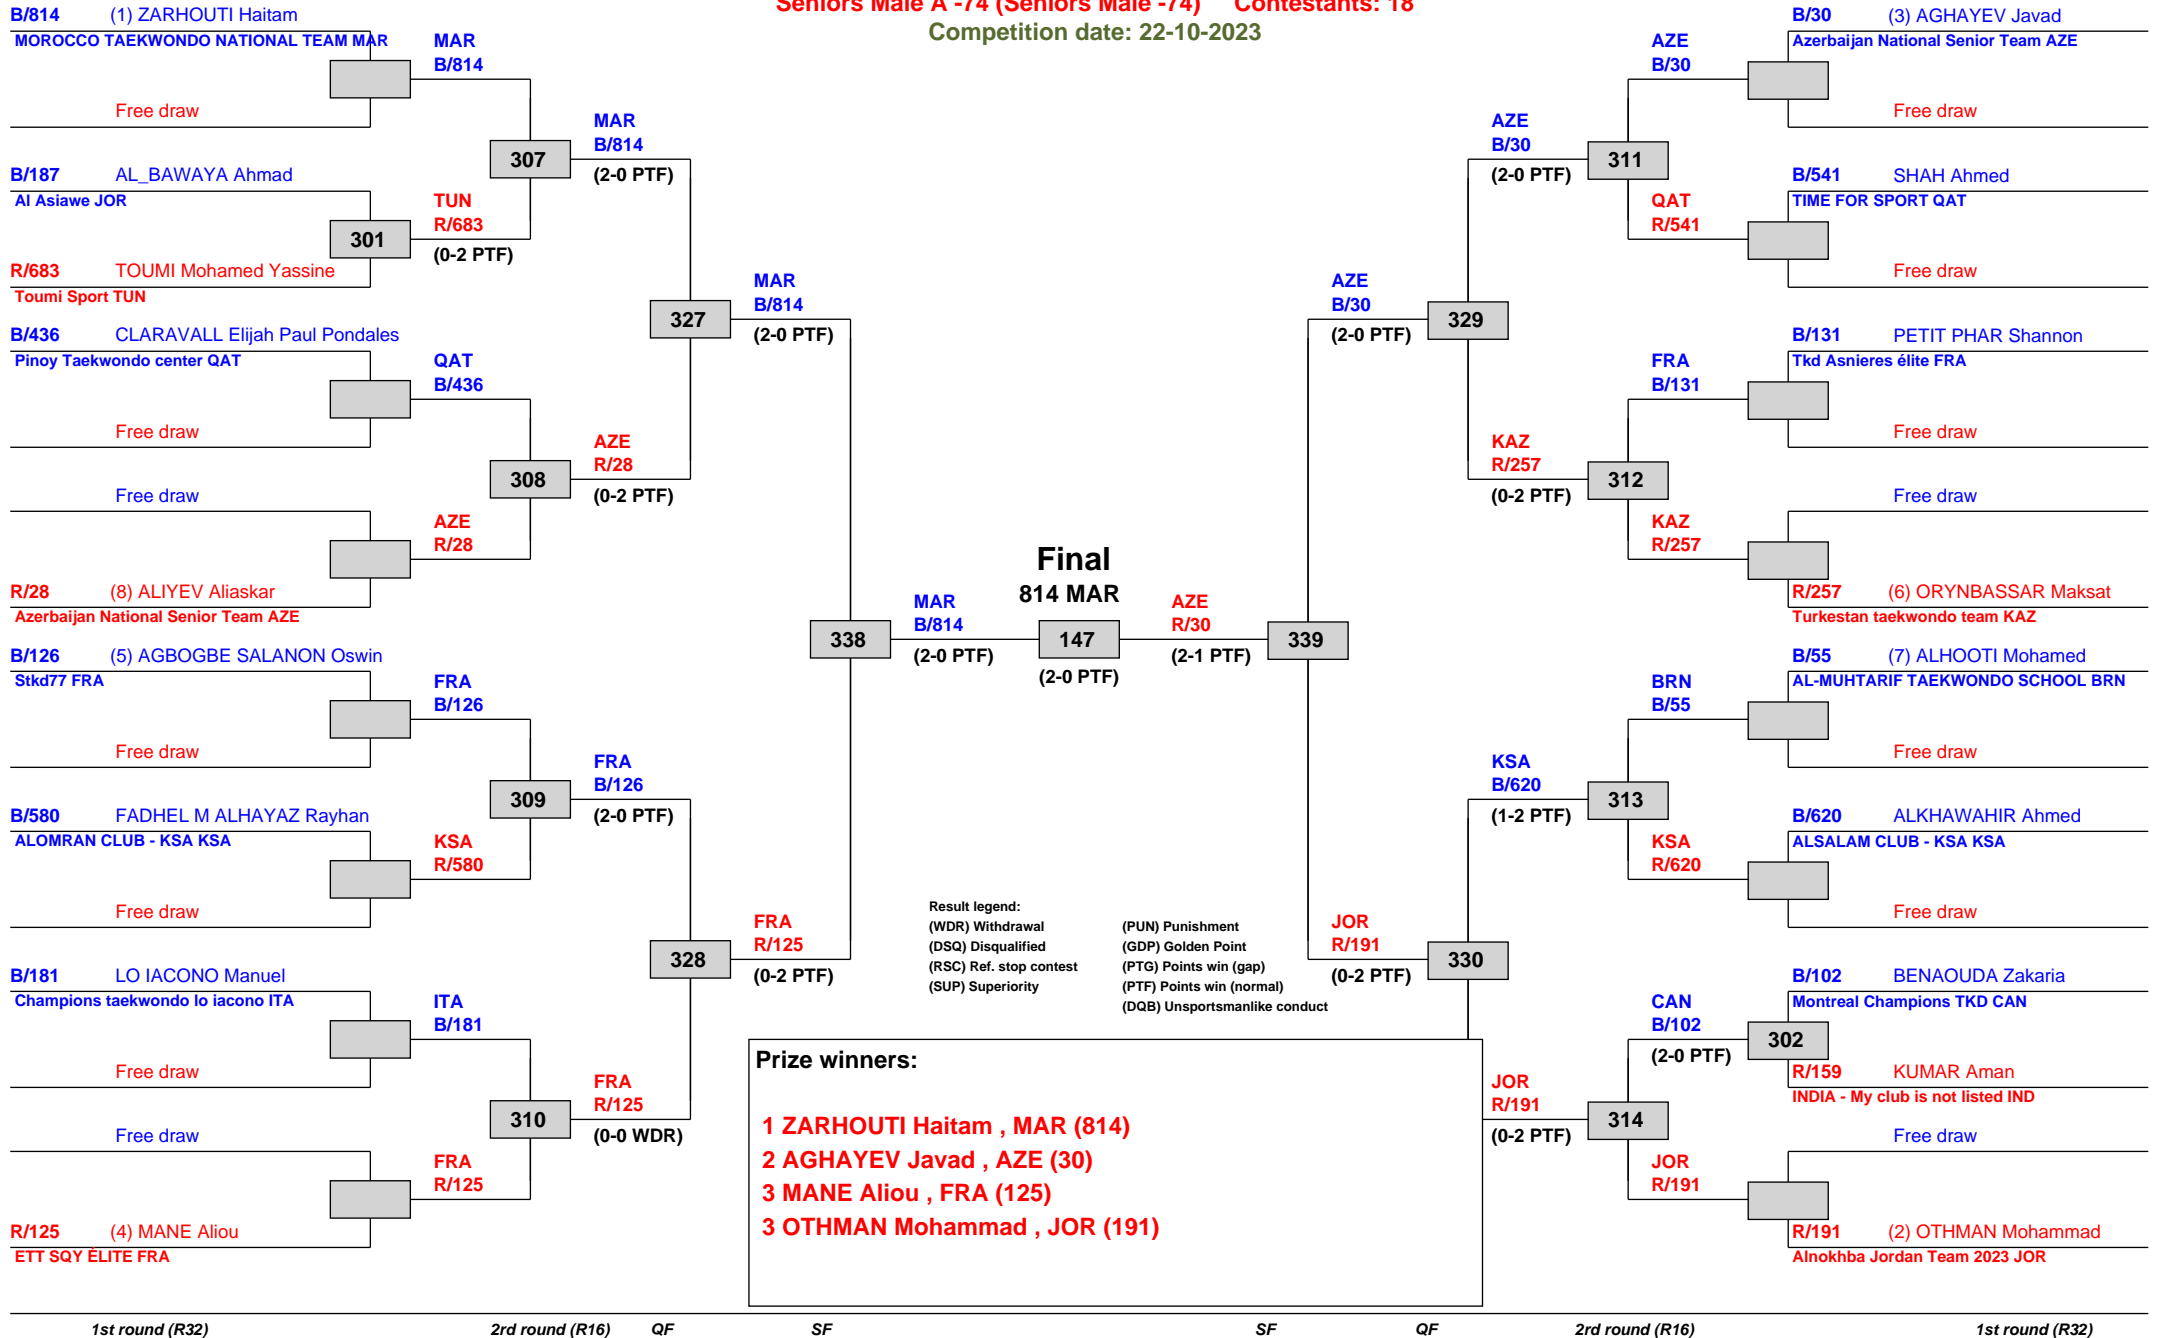 Seniors Male A -74 (Seniors Male -74) Contestants: 18
Competition date: 22-10-2023
B/814 (1) ZARHOUTI Haitam
MOROCCO TAEKWONDO NATIONAL TEAM MAR
Free draw
B/187 AL_BAWAYA Ahmad
Al Asiawe JOR
301
R/683 TOUMI Mohamed Yassine
Toumi Sport TUN
B/436 CLARAVALL Elijah Paul Pondales
Pinoy Taekwondo center QAT
Free draw
Free draw
R/28 (8) ALIYEV Aliaskar
Azerbaijan National Senior Team AZE
B/126 (5) AGBOGBE SALANON Oswin
Stkd77 FRA
Free draw
B/580 FADHEL M ALHAYAZ Rayhan
ALOMRAN CLUB - KSA KSA
Free draw
B/181 LO IACONO Manuel
Champions taekwondo lo iacono ITA
Free draw
Free draw
R/125 (4) MANE Aliou
ETT SQY ÉLITE FRA
MAR
B/814
307
TUN
R/683
(0-2 PTF)
QAT
B/436
308
AZE
R/28
FRA
B/126
309
KSA
R/580
ITA
B/181
310
FRA
R/125
MAR
B/814
(2-0 PTF)
327
AZE
R/28
(0-2 PTF)
FRA
B/126
(2-0 PTF)
328
FRA
R/125
(0-0 WDR)
MAR
B/814
(2-0 PTF)
338
FRA
R/125
(0-2 PTF)
MAR
B/814
(2-0 PTF)
Final
814 MAR
147
(2-0 PTF)
AZE
R/30
(2-1 PTF)
339
AZE
B/30
(2-0 PTF)
329
JOR
R/191
(0-2 PTF)
330
AZE
B/30
(2-0 PTF)
311
KAZ
R/257
(0-2 PTF)
312
KSA
B/620
(1-2 PTF)
313
JOR
R/191
(0-2 PTF)
314
AZE
B/30
QAT
R/541
FRA
B/131
KAZ
R/257
BRN
B/55
KSA
R/620
CAN
B/102
(2-0 PTF)
302
JOR
R/191
B/30 (3) AGHAYEV Javad
Azerbaijan National Senior Team AZE
Free draw
B/541 SHAH Ahmed
TIME FOR SPORT QAT
Free draw
B/131 PETIT PHAR Shannon
Tkd Asnieres élite FRA
Free draw
Free draw
R/257 (6) ORYNBASSAR Maksat
Turkestan taekwondo team KAZ
B/55 (7) ALHOOTI Mohamed
AL-MUHTARIF TAEKWONDO SCHOOL BRN
Free draw
B/620 ALKHAWAHIR Ahmed
ALSALAM CLUB - KSA KSA
Free draw
B/102 BENAOUDA Zakaria
Montreal Champions TKD CAN
R/159 KUMAR Aman
INDIA - My club is not listed IND
Free draw
R/191 (2) OTHMAN Mohammad
Alnokhba Jordan Team 2023 JOR
Result legend:
(WDR) Withdrawal (PUN) Punishment
(DSQ) Disqualified (GDP) Golden Point
(RSC) Ref. stop contest (PTG) Points win (gap)
(SUP) Superiority (PTF) Points win (normal)
(DQB) Unsportsmanlike conduct
Prize winners:
1 ZARHOUTI Haitam , MAR (814)
2 AGHAYEV Javad , AZE (30)
3 MANE Aliou , FRA (125)
3 OTHMAN Mohammad , JOR (191)
1st round (R32) 2rd round (R16) QF SF SF QF 2rd round (R16) 1st round (R32)